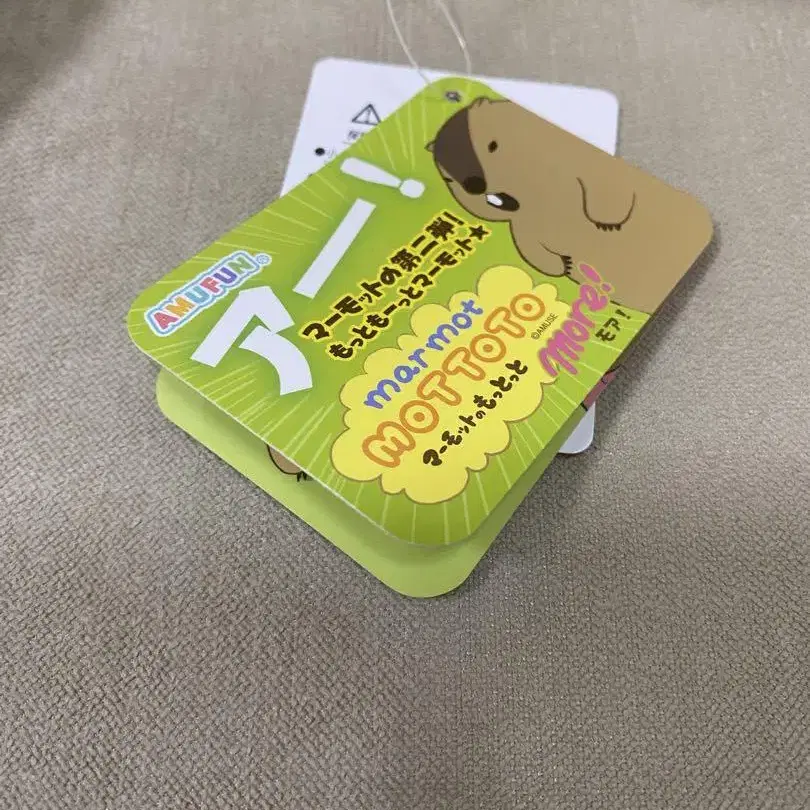 AMUFUN®
アー!
マーモットの第二弾!
もっともーっとマーモット★
marmot
MOTTOTO
マーモットのもっとっと
more!
モア!
©AMUSE